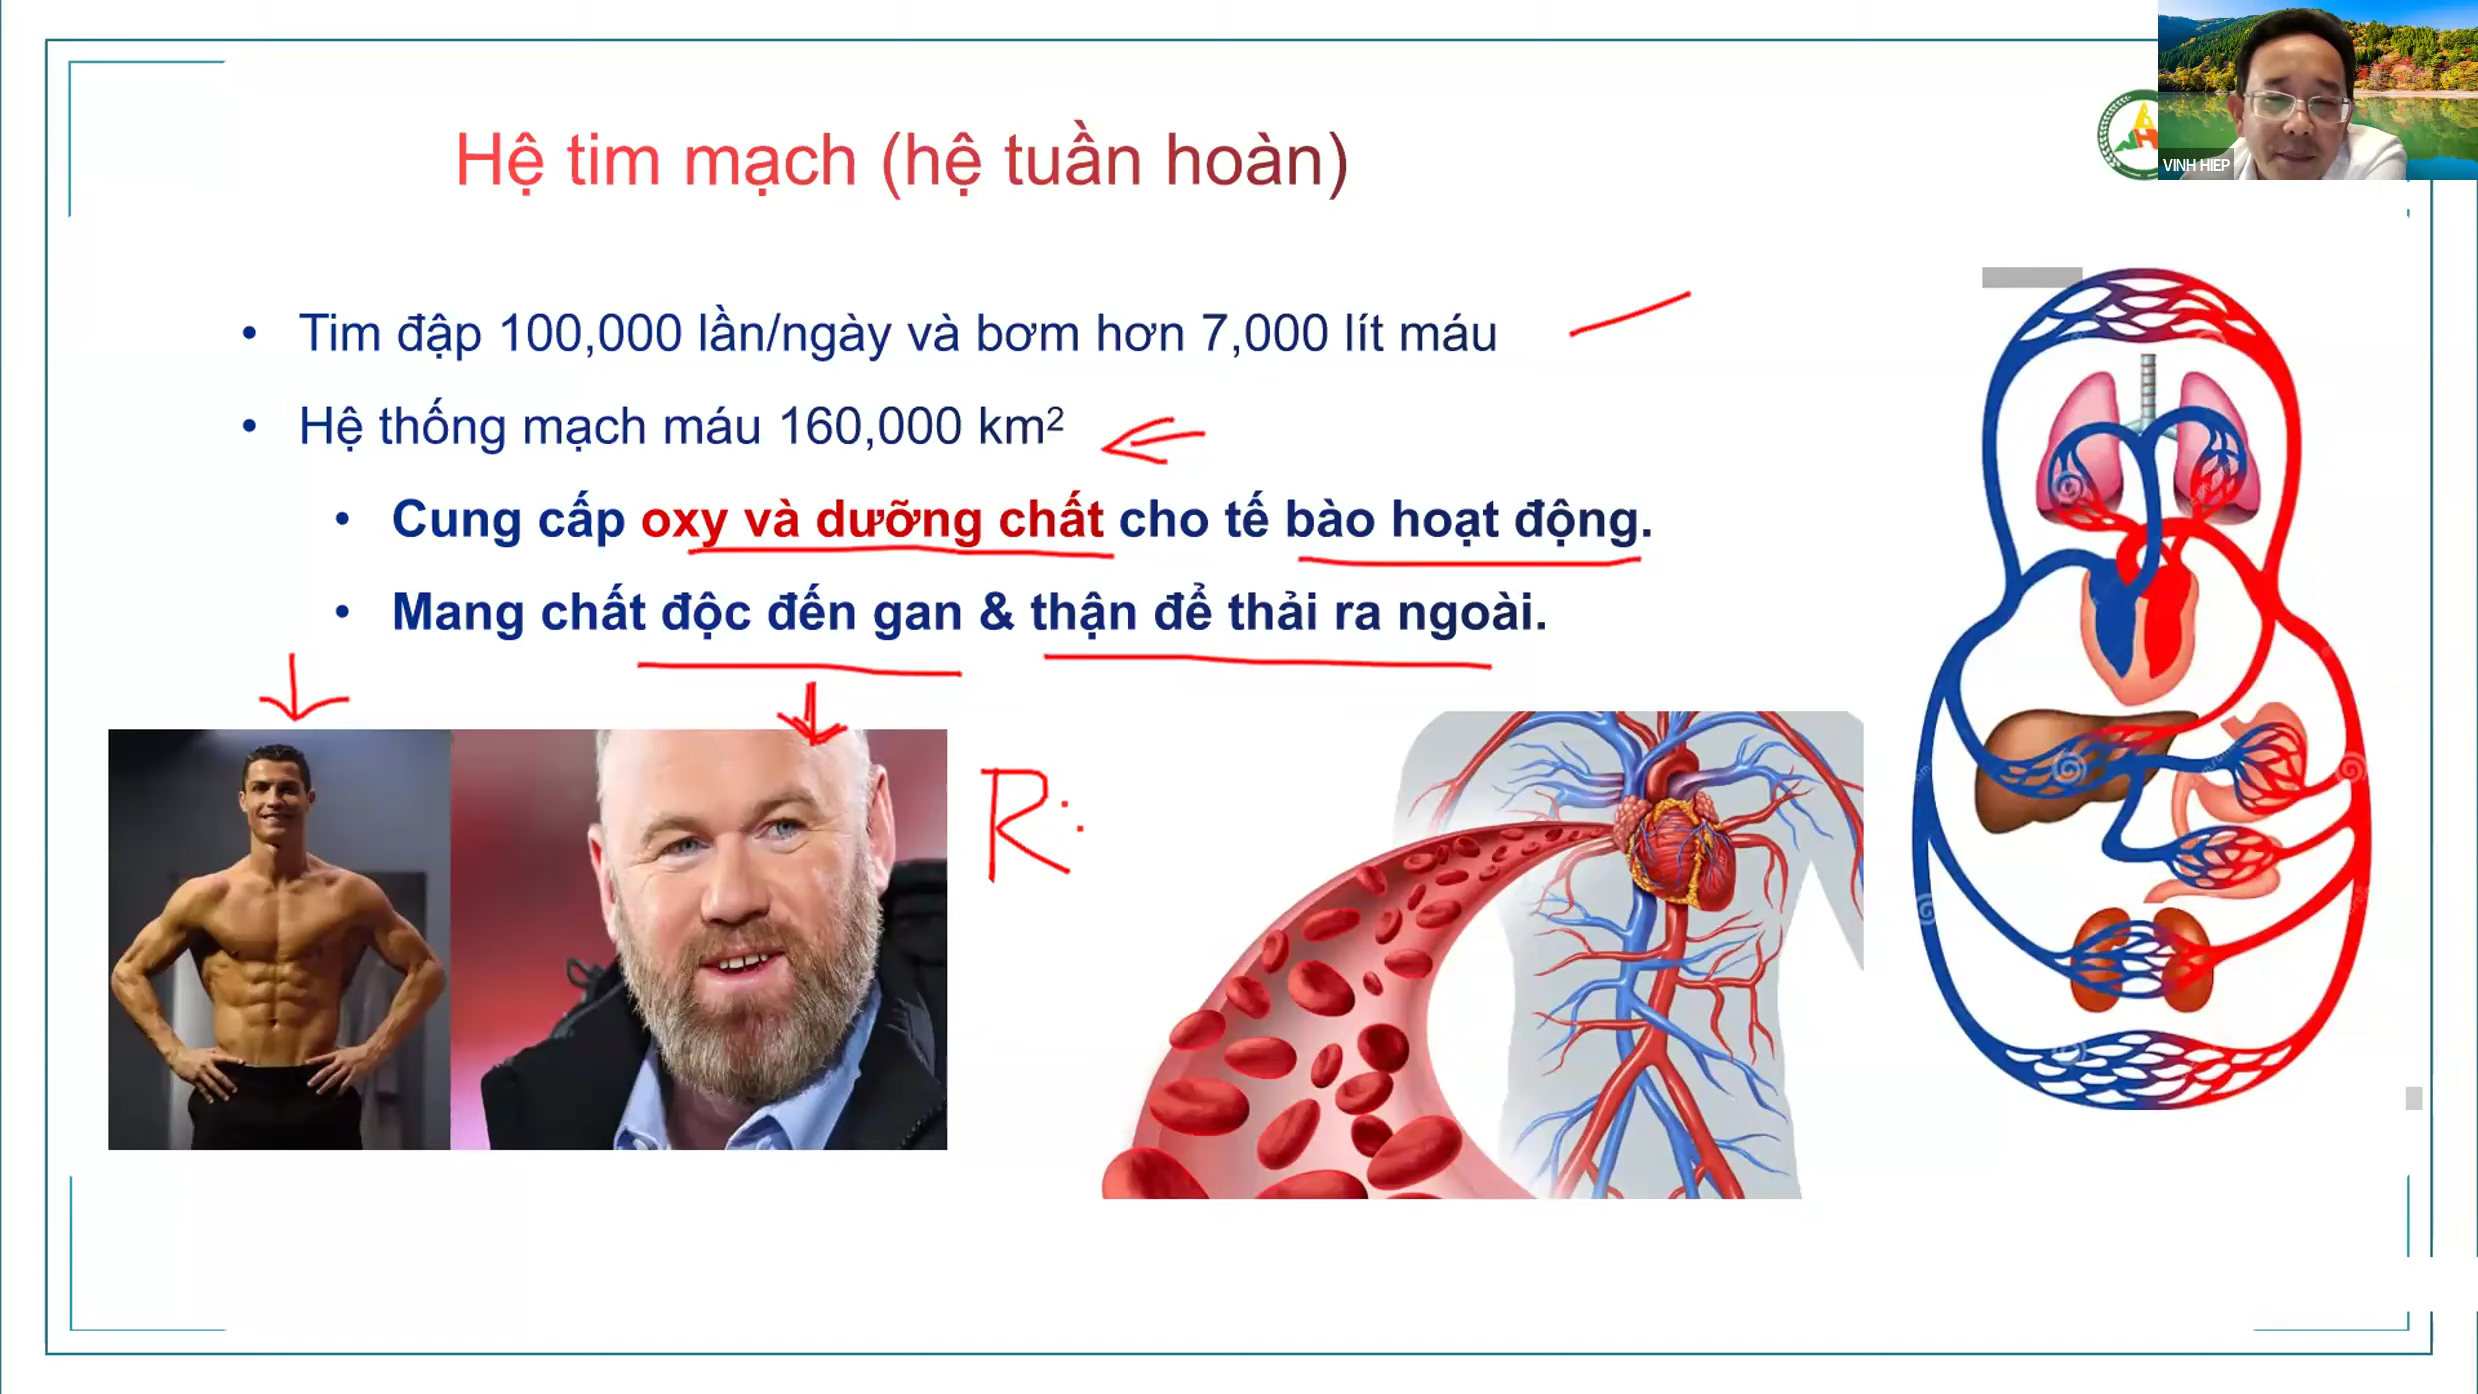 VINH HIEP
Hệ tim mạch (hệ tuần hoàn)
• Tim đập 100,000 lần/ngày và bơm hơn 7,000 lít máu
• Hệ thống mạch máu 160,000 km²
• Cung cấp oxy và dưỡng chất cho tế bào hoạt động.
• Mang chất độc đến gan & thận để thải ra ngoài.
R: